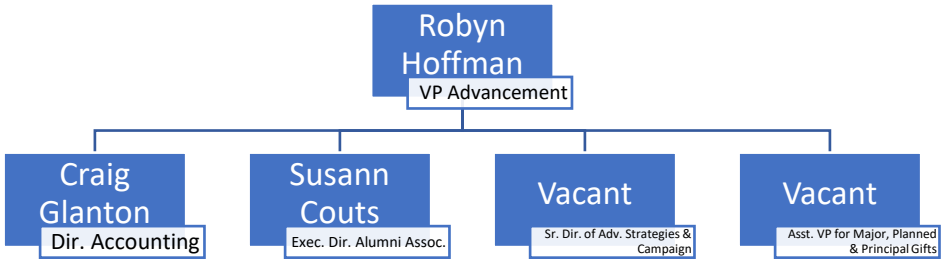 Robyn
Hoffman
VP Advancement
Craig
Glanton
Dir. Accounting
Susann
Couts
Exec. Dir. Alumni Assoc.
Vacant
Sr. Dir. of Adv. Strategies &
Campaign
Vacant
Asst. VP for Major, Planned
& Principal Gifts